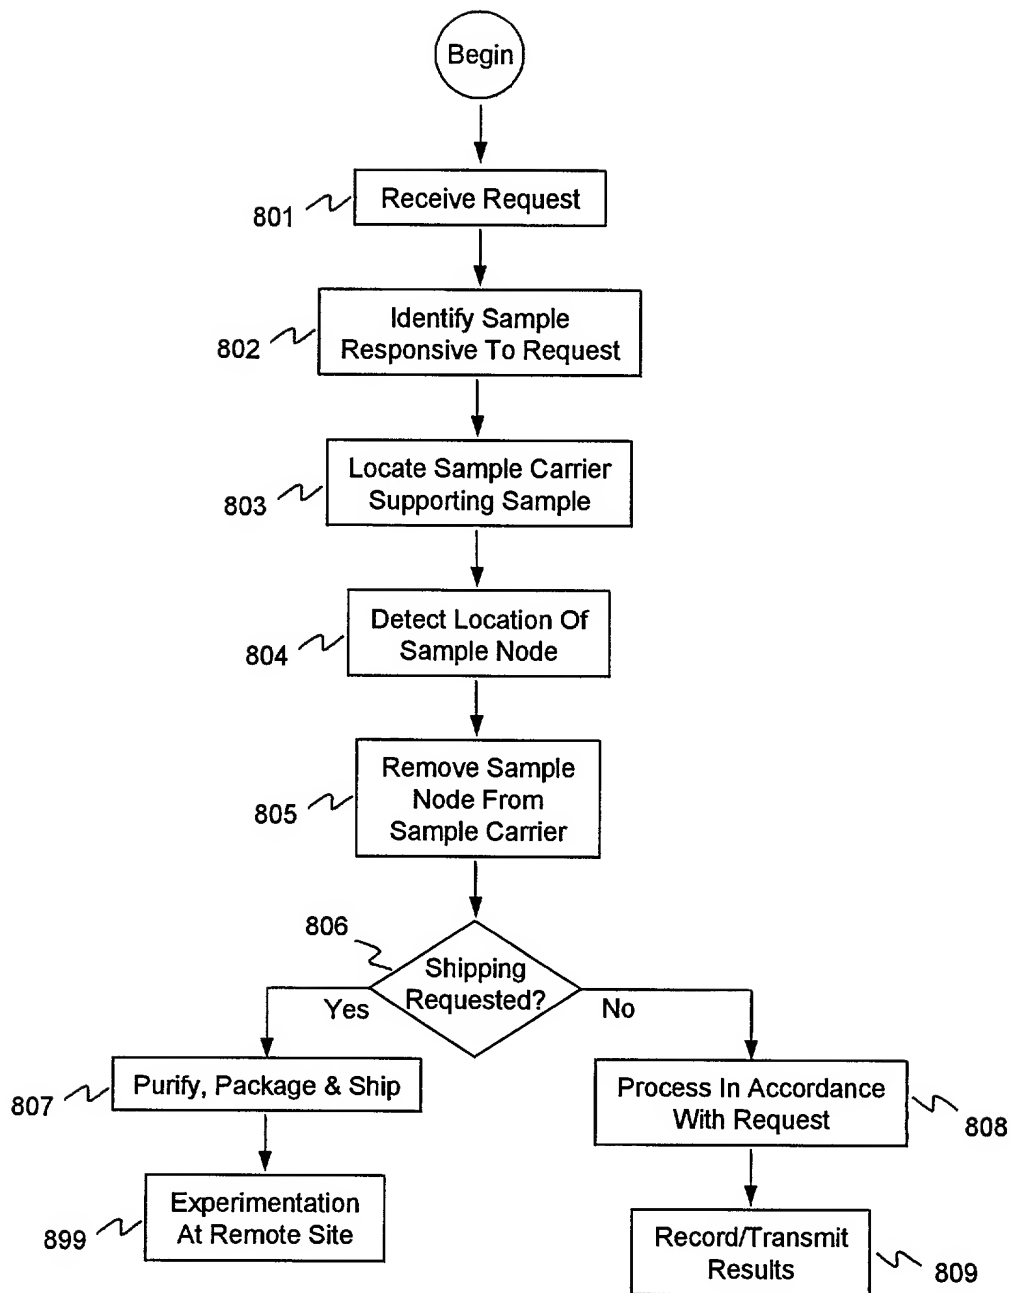 Begin
Receive Request
801
Identify Sample
Responsive To Request
802
Locate Sample Carrier
Supporting Sample
803
Detect Location Of
Sample Node
804
Remove Sample
Node From
Sample Carrier
805
806
Shipping
Requested?
Yes
No
Purify, Package & Ship
807
Process In Accordance
With Request
808
Experimentation
At Remote Site
899
Record/Transmit
Results
809